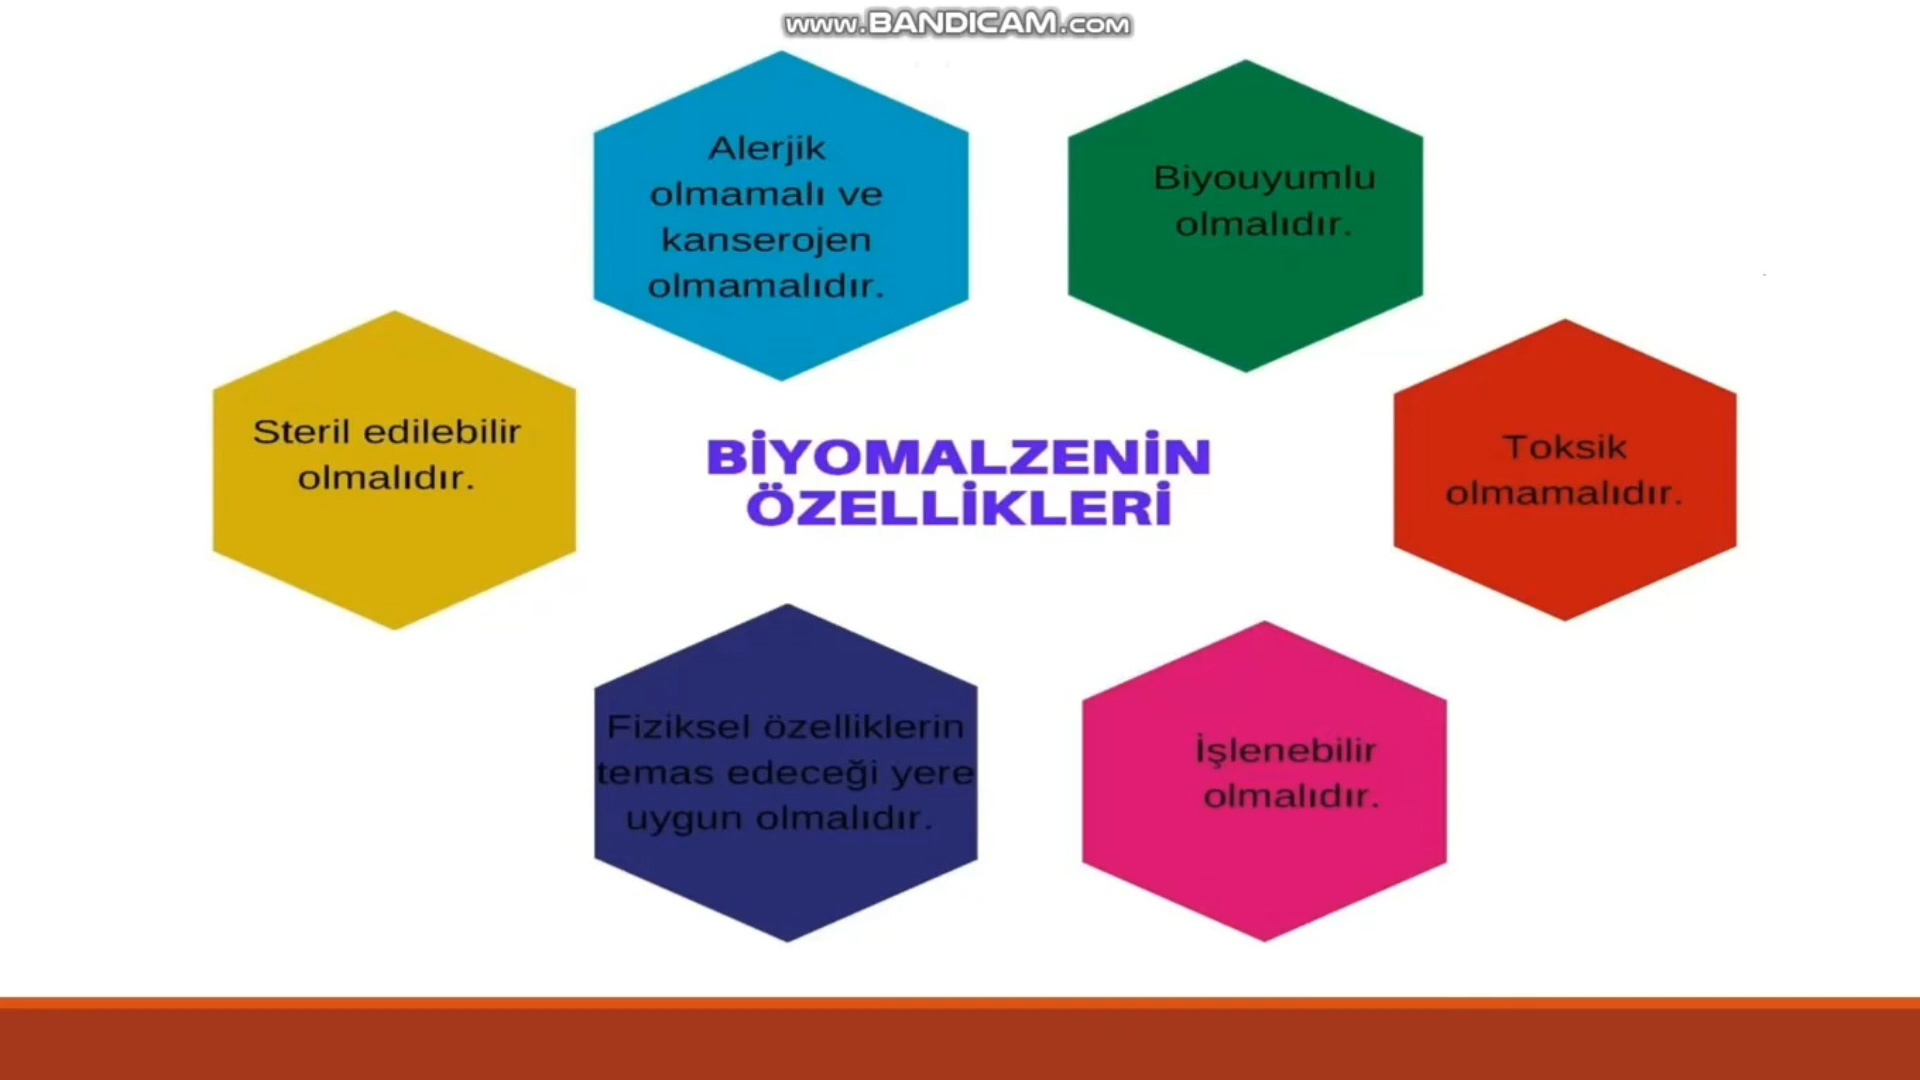 www.BANDICAM.com
Alerjik
olmamalı ve
kanserojen
olmamalıdır.
Biyouyumlu
olmalıdır.
Steril edilebilir
olmalıdır.
BİYOMALZENİN
ÖZELLİKLERİ
Toksik
olmamalıdır.
Fiziksel özelliklerin
temas edeceği yere
uygun olmalıdır.
İşlenebilir
olmalıdır.